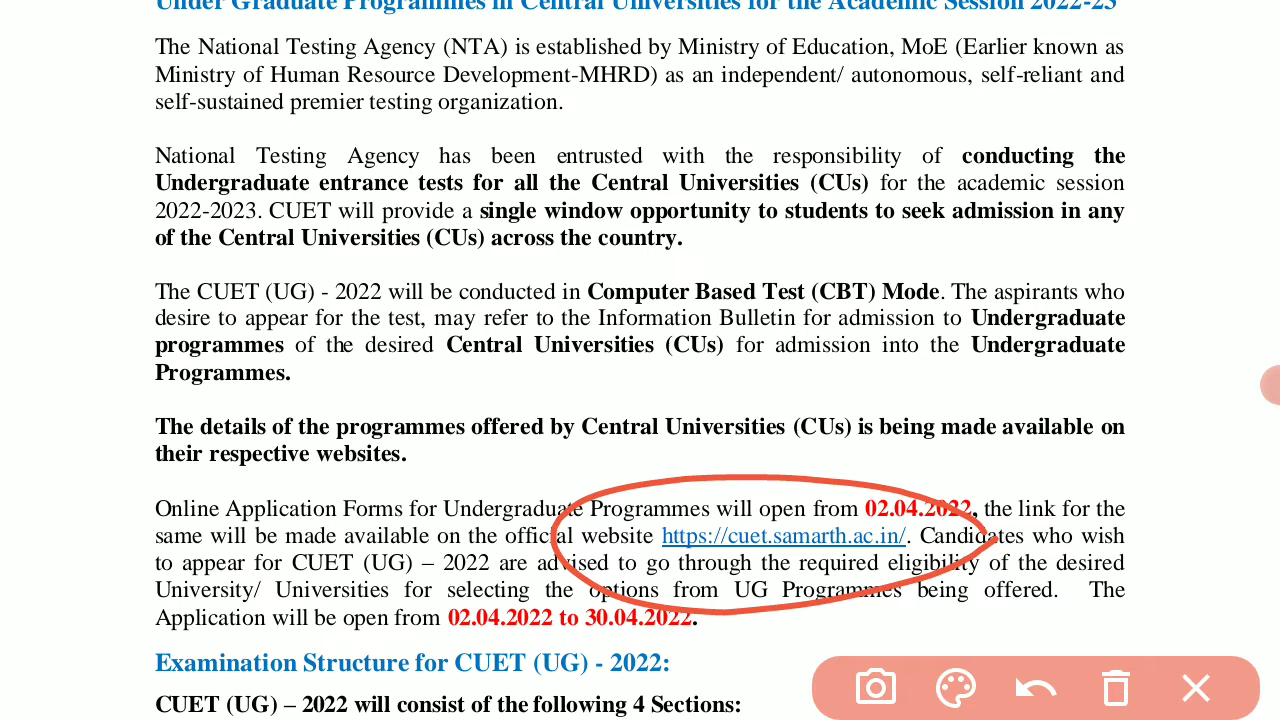 Under Graduate Programmes in Central Universities for the Academic Session 2022-23
The National Testing Agency (NTA) is established by Ministry of Education, MoE (Earlier known as
Ministry of Human Resource Development-MHRD) as an independent/ autonomous, self-reliant and
self-sustained premier testing organization.
National Testing Agency has been entrusted with the responsibility of conducting the
Undergraduate entrance tests for all the Central Universities (CUs) for the academic session
2022-2023. CUET will provide a single window opportunity to students to seek admission in any
of the Central Universities (CUs) across the country.
The CUET (UG) - 2022 will be conducted in Computer Based Test (CBT) Mode. The aspirants who
desire to appear for the test, may refer to the Information Bulletin for admission to Undergraduate
programmes of the desired Central Universities (CUs) for admission into the Undergraduate
Programmes.
The details of the programmes offered by Central Universities (CUs) is being made available on
their respective websites.
Online Application Forms for Undergraduate Programmes will open from 02.04.2022, the link for the
same will be made available on the official website https://cuet.samarth.ac.in/. Candidates who wish
to appear for CUET (UG) – 2022 are advised to go through the required eligibility of the desired
University/ Universities for selecting the options from UG Programmes being offered. The
Application will be open from 02.04.2022 to 30.04.2022.
Examination Structure for CUET (UG) - 2022:
CUET (UG) – 2022 will consist of the following 4 Sections: